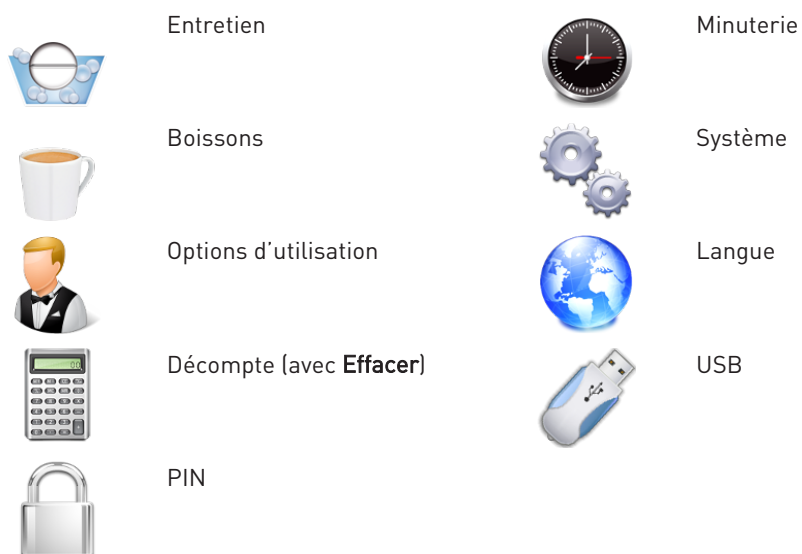 Entretien
Minuterie
Boissons
Système
Options d’utilisation
Langue
Décompte (avec Effacer)
USB
PIN